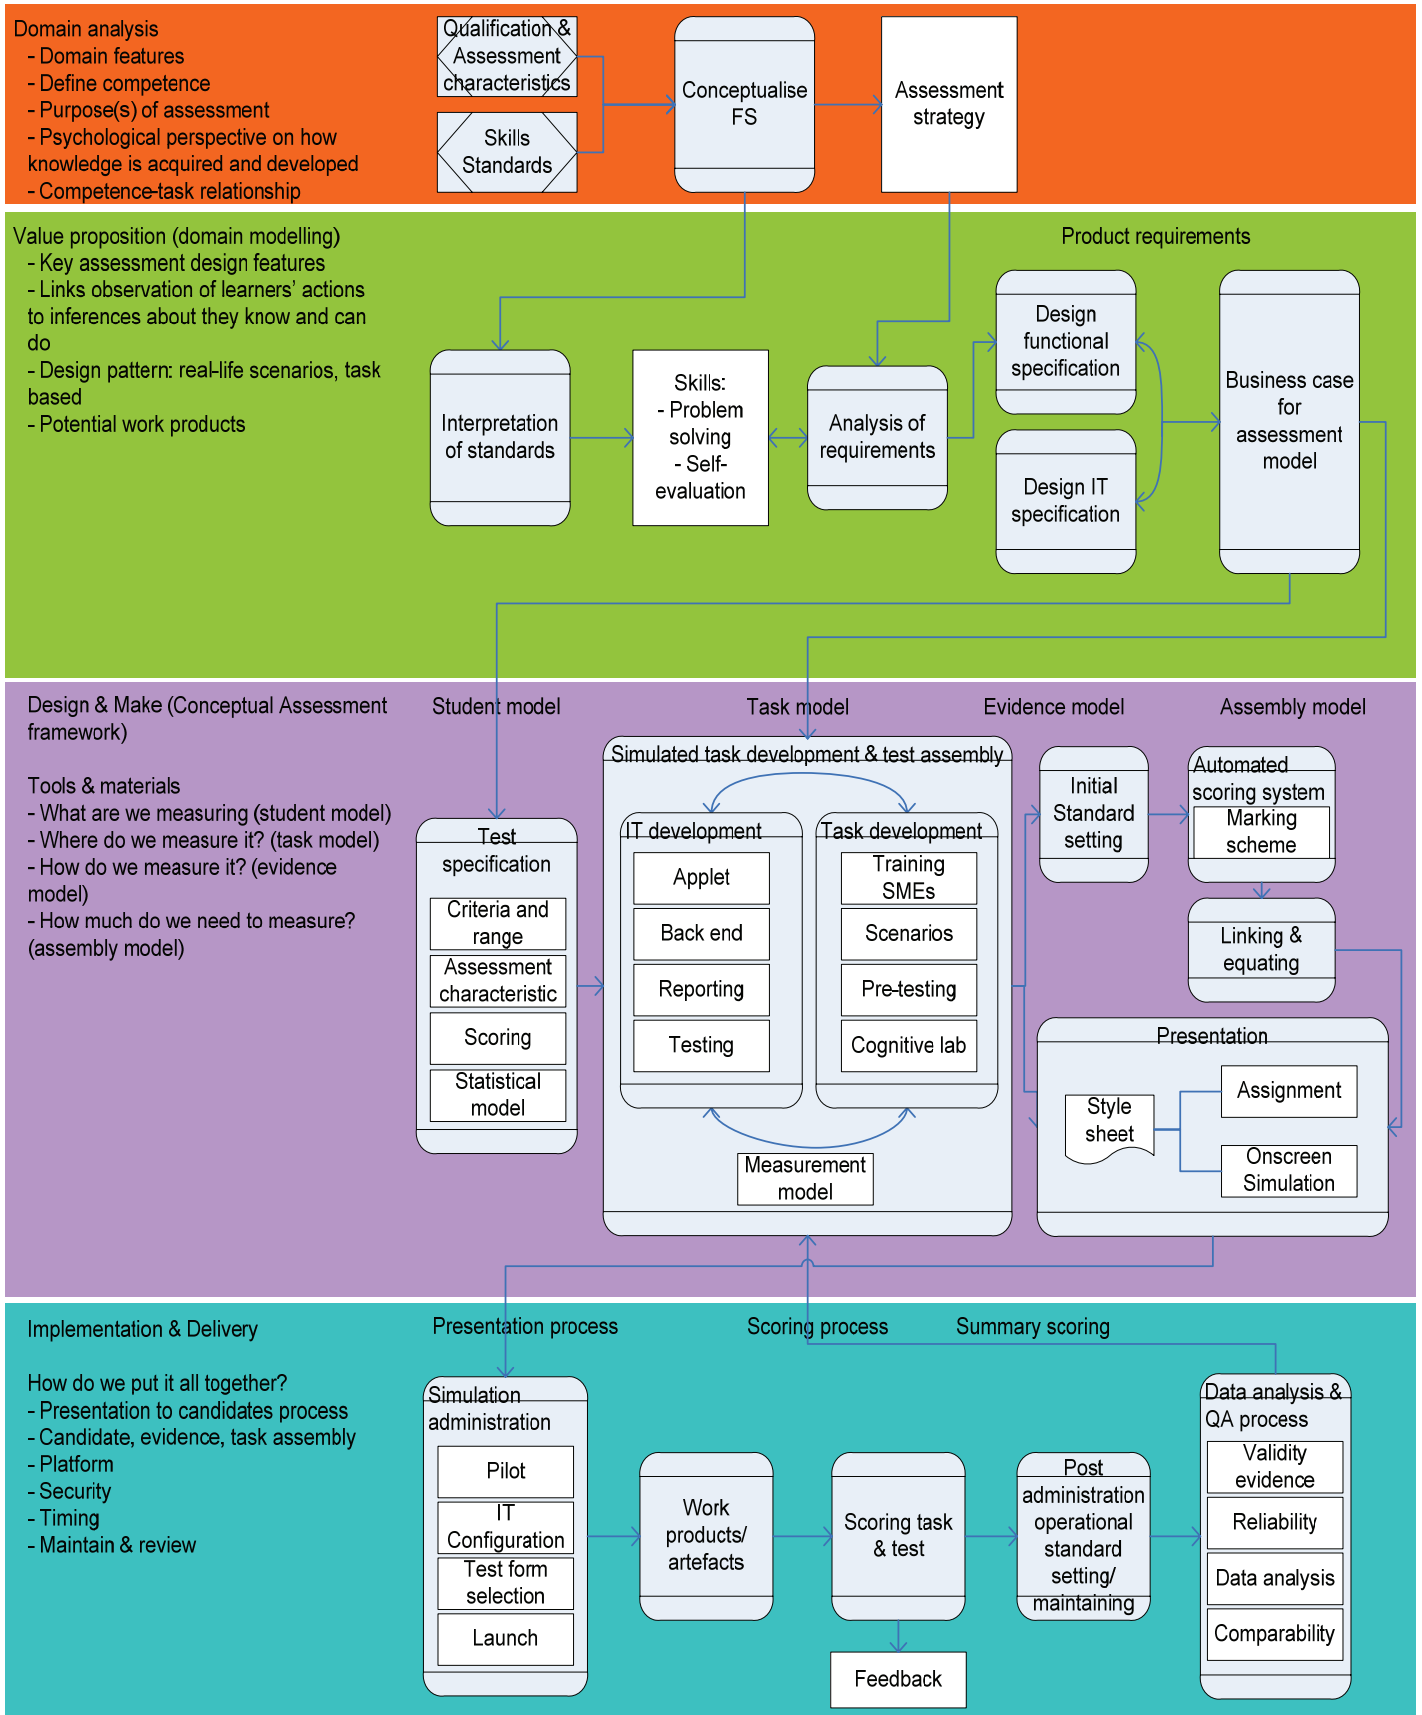 Domain analysis
- Domain features
- Define competence
- Purpose(s) of assessment
- Psychological perspective on how
knowledge is acquired and developed
- Competence-task relationship
Qualification &
Assessment
characteristics
Skills
Standards
Conceptualise
FS
Assessment
strategy
Value proposition (domain modelling)
- Key assessment design features
- Links observation of learners' actions
to inferences about they know and can
do
- Design pattern: real-life scenarios, task
based
- Potential work products
Product requirements
Interpretation
of standards
Skills:
- Problem
solving
- Self-
evaluation
Analysis of
requirements
Design
functional
specification
Design IT
specification
Business case
for
assessment
model
Design & Make (Conceptual Assessment
framework)
Tools & materials
- What are we measuring (student model)
- Where do we measure it? (task model)
- How do we measure it? (evidence
model)
- How much do we need to measure?
(assembly model)
Student model
Task model
Evidence model
Assembly model
Test
specification
Criteria and
range
Assessment
characteristic
Scoring
Statistical
model
Simulated task development & test assembly
IT development
Applet
Back end
Reporting
Testing
Task development
Training
SMEs
Scenarios
Pre-testing
Cognitive lab
Measurement
model
Initial
Standard
setting
Automated
scoring system
Marking
scheme
Linking &
equating
Presentation
Style
sheet
Assignment
Onscreen
Simulation
Implementation & Delivery
How do we put it all together?
- Presentation to candidates process
- Candidate, evidence, task assembly
- Platform
- Security
- Timing
- Maintain & review
Presentation process
Scoring process
Summary scoring
Simulation
administration
Pilot
IT
Configuration
Test form
selection
Launch
Work
products/
artefacts
Scoring task
& test
Feedback
Post
administration
operational
standard
setting/
maintaining
Data analysis &
QA process
Validity
evidence
Reliability
Data analysis
Comparability